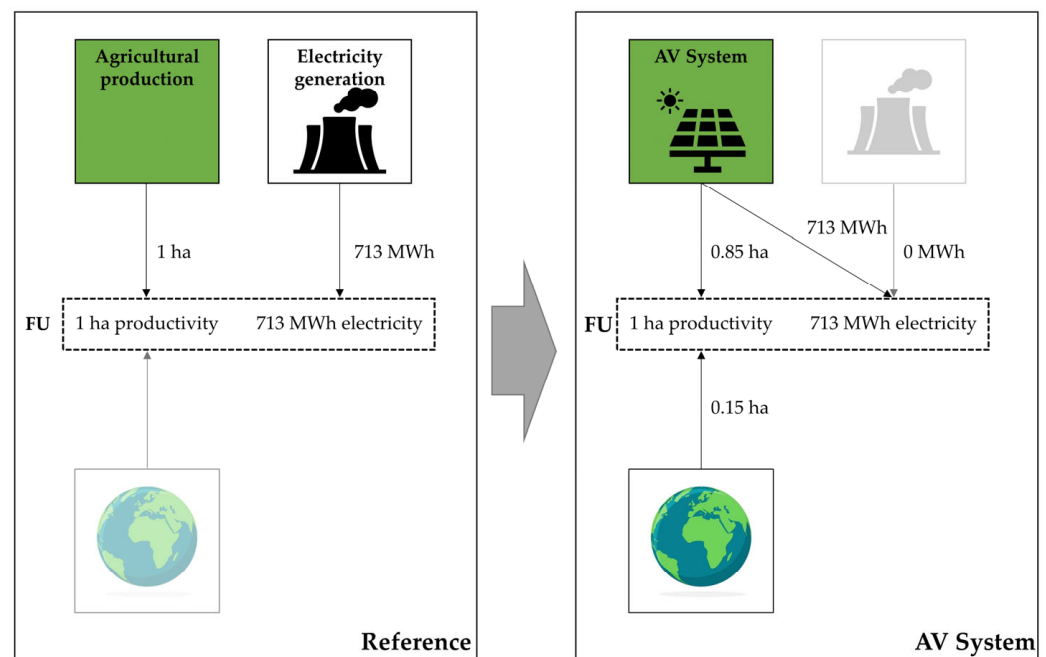 Agricultural
production
Electricity
generation
1 ha
713 MWh
FU
1 ha productivity
713 MWh electricity
Reference
AV System
713 MWh
0.85 ha
0 MWh
FU
1 ha productivity
713 MWh electricity
0.15 ha
AV System